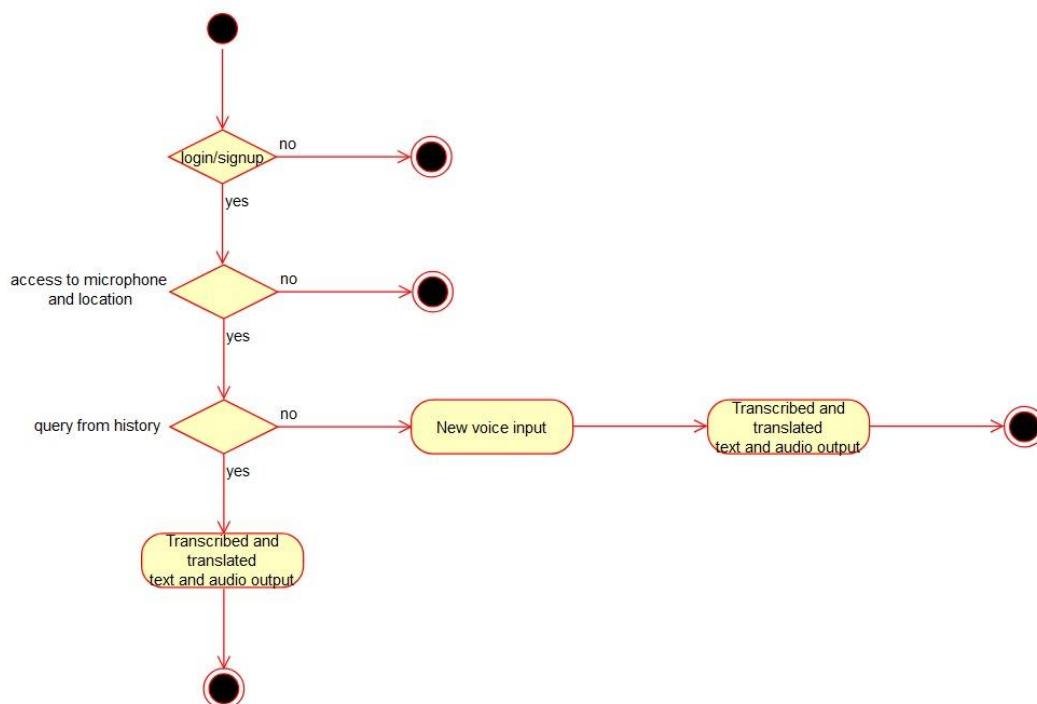 login/signup
no
yes
access to microphone
and location
no
yes
query from history
no
New voice input
Transcribed and
translated
text and audio output
yes
Transcribed and
translated
text and audio output